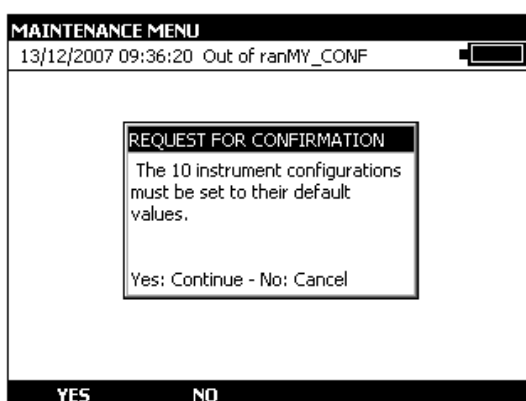 MAINTENANCE MENU
13/12/2007 09:36:20 Out of ranMY_CONF
REQUEST FOR CONFIRMATION
The 10 instrument configurations
must be set to their default
values.
Yes: Continue - No: Cancel
YES NO